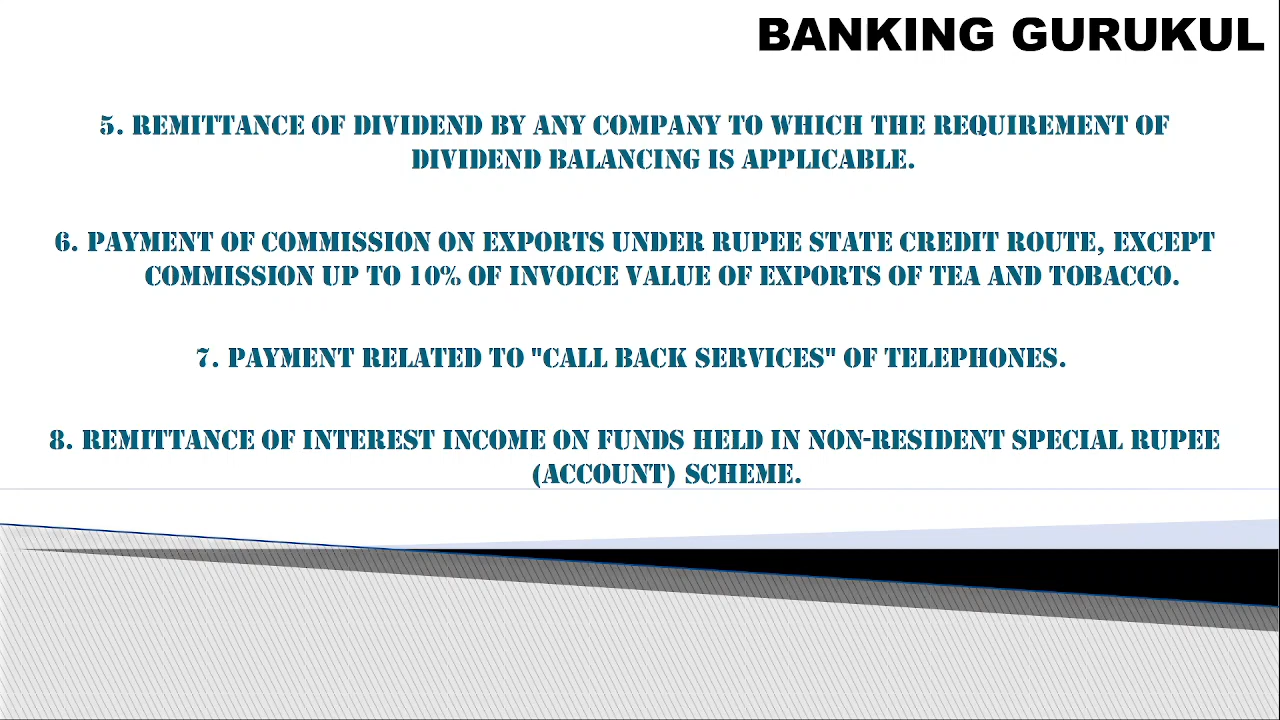 BANKING GURUKUL
5. REMITTANCE OF DIVIDEND BY ANY COMPANY TO WHICH THE REQUIREMENT OF
DIVIDEND BALANCING IS APPLICABLE.
6. PAYMENT OF COMMISSION ON EXPORTS UNDER RUPEE STATE CREDIT ROUTE, EXCEPT
COMMISSION UP TO 10% OF INVOICE VALUE OF EXPORTS OF TEA AND TOBACCO.
7. PAYMENT RELATED TO "CALL BACK SERVICES" OF TELEPHONES.
8. REMITTANCE OF INTEREST INCOME ON FUNDS HELD IN NON-RESIDENT SPECIAL RUPEE
(ACCOUNT) SCHEME.